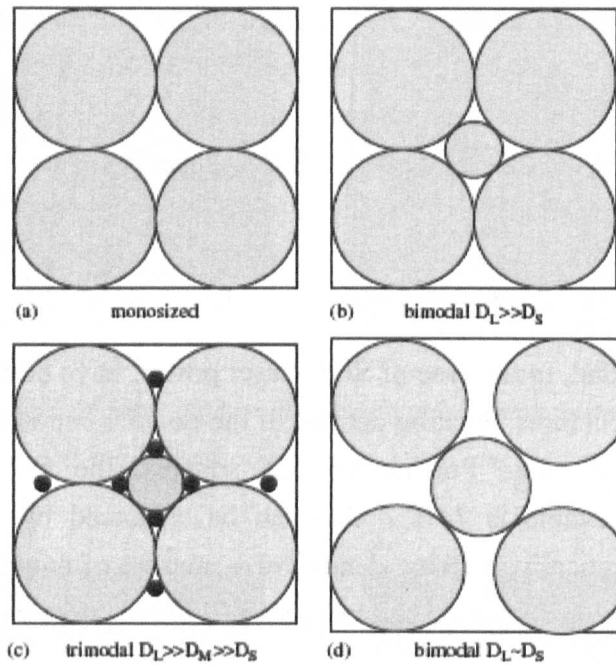 (a) monosized
(b) bimodal D_L>>D_S
(c) trimodal D_L>>D_M>>D_S
(d) bimodal D_L~D_S